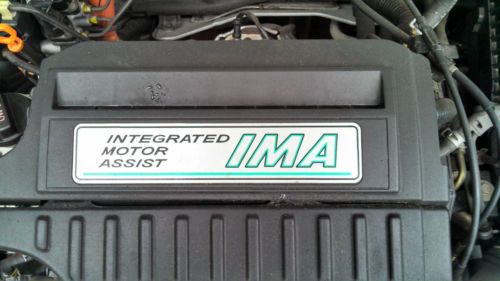 INTEGRATED
MOTOR
ASSIST
IMA